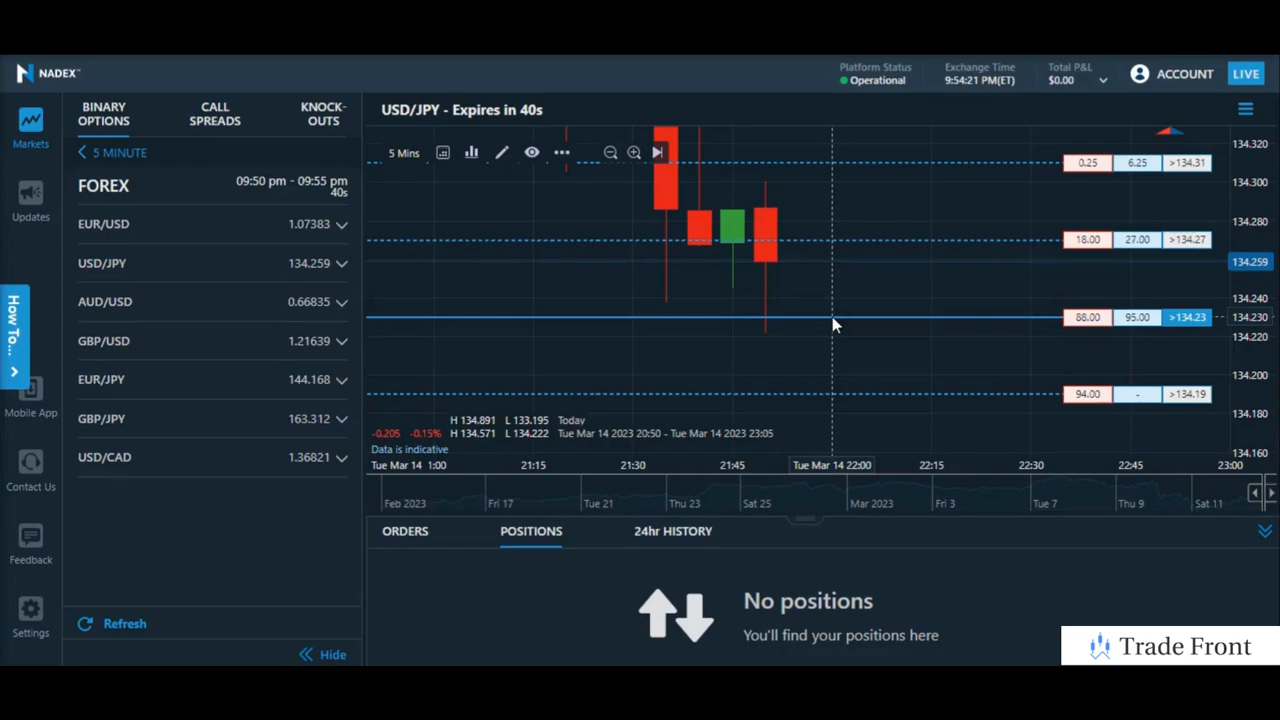 NADEX
Platform Status
Operational
Exchange Time
9:54:21 PM(ET)
Total P&L
$0.00
ACCOUNT
LIVE
Markets
Updates
How To...
Mobile App
Contact Us
Feedback
Settings
BINARY OPTIONS
CALL SPREADS
KNOCK-OUTS
5 MINUTE
FOREX
09:50 pm - 09:55 pm
40s
EUR/USD 1.07383
USD/JPY 134.259
AUD/USD 0.66835
GBP/USD 1.21639
EUR/JPY 144.168
GBP/JPY 163.312
USD/CAD 1.36821
Refresh
Hide
USD/JPY - Expires in 40s
5 Mins
0.25 6.25 >134.31
18.00 27.00 >134.27
88.00 95.00 >134.23
94.00 - >134.19
134.320
134.300
134.280
134.259
134.240
134.230
134.220
134.200
134.180
134.160
H 134.891 L 133.195 Today
-0.205 -0.15% H 134.571 L 134.222 Tue Mar 14 2023 20:50 - Tue Mar 14 2023 23:05
Data is indicative
Tue Mar 14 1:00 21:15 21:30 21:45 Tue Mar 14 22:00 22:15 22:30 22:45 23:00
Feb 2023 Fri 17 Tue 21 Thu 23 Sat 25 Mar 2023 Fri 3 Tue 7 Thu 9 Sat 11
ORDERS
POSITIONS
24hr HISTORY
No positions
You'll find your positions here
Trade Front